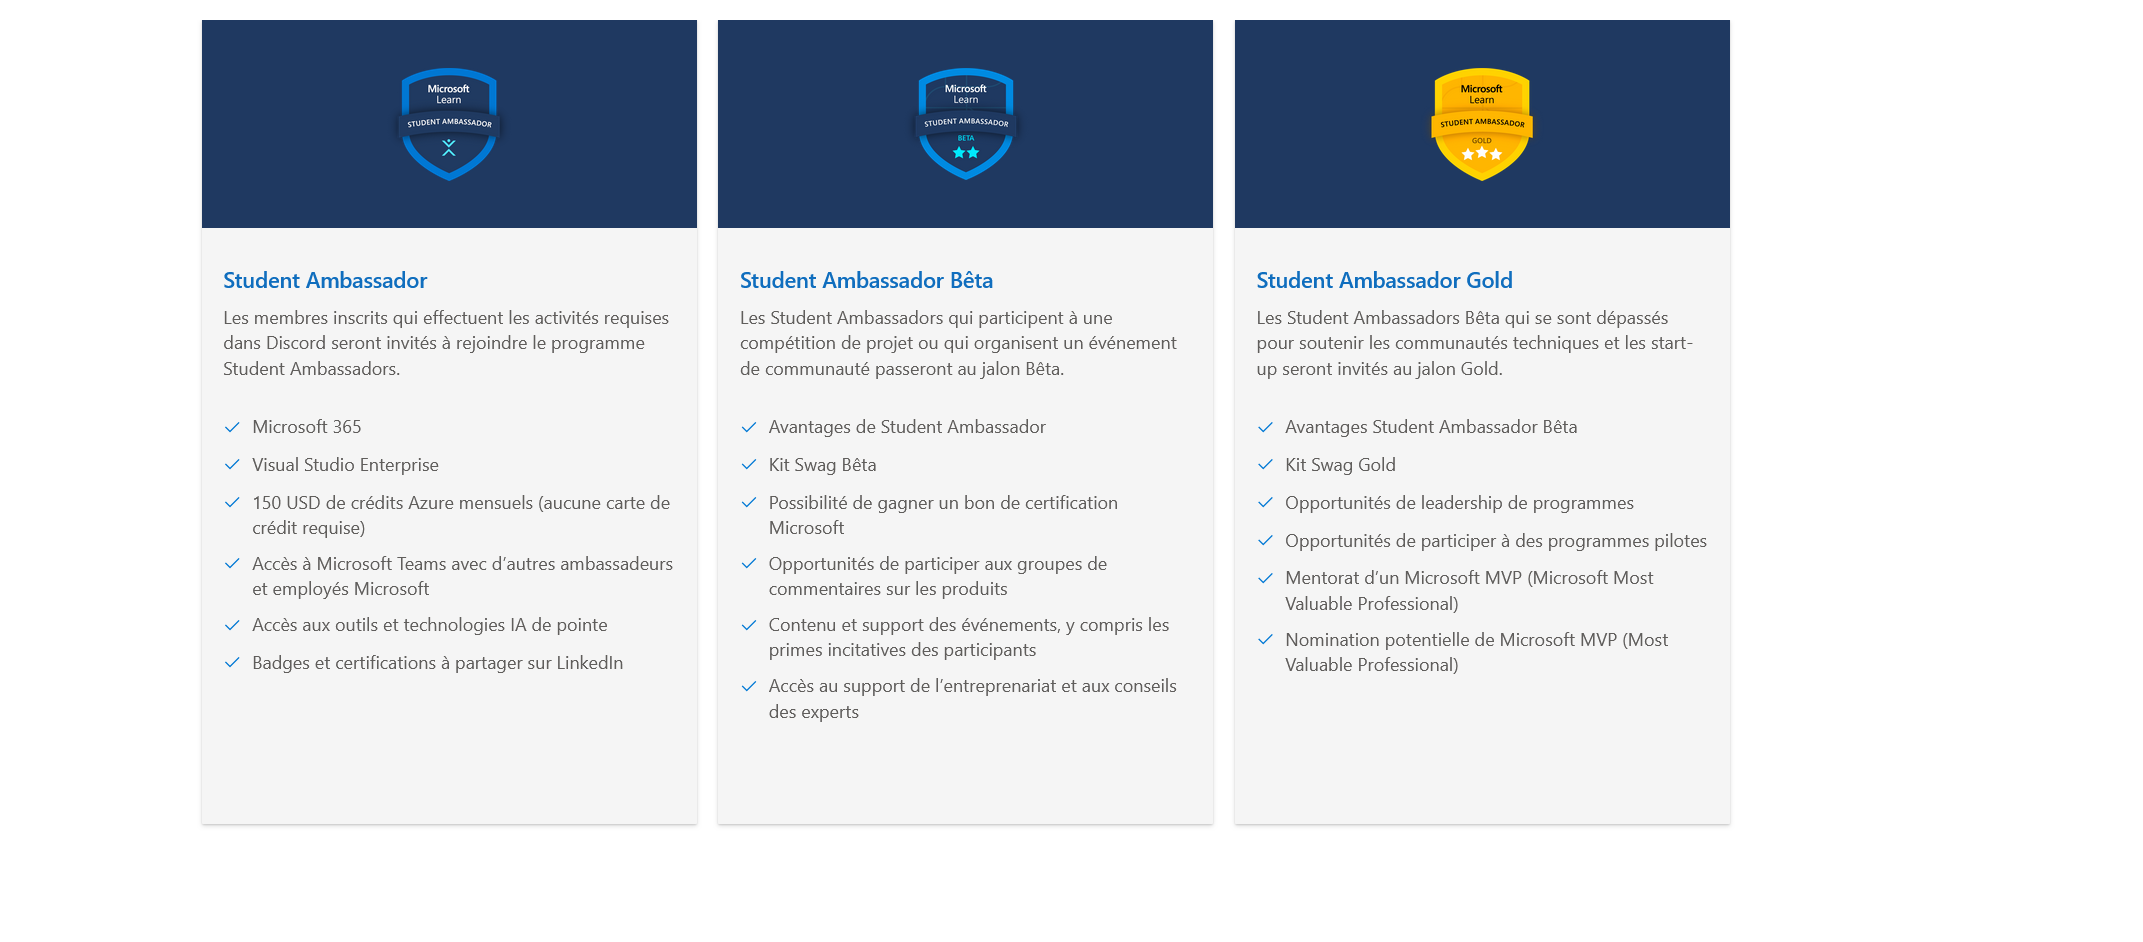 Microsoft
Learn
STUDENT AMBASSADOR
Student Ambassador
Les membres inscrits qui effectuent les activités requises
dans Discord seront invités à rejoindre le programme
Student Ambassadors.
Microsoft 365
Visual Studio Enterprise
150 USD de crédits Azure mensuels (aucune carte de
crédit requise)
Accès à Microsoft Teams avec d’autres ambassadeurs
et employés Microsoft
Accès aux outils et technologies IA de pointe
Badges et certifications à partager sur LinkedIn
Microsoft
Learn
STUDENT AMBASSADOR
BETA
Student Ambassador Bêta
Les Student Ambassadors qui participent à une
compétition de projet ou qui organisent un événement
de communauté passeront au jalon Bêta.
Avantages de Student Ambassador
Kit Swag Bêta
Possibilité de gagner un bon de certification
Microsoft
Opportunités de participer aux groupes de
commentaires sur les produits
Contenu et support des événements, y compris les
primes incitatives des participants
Accès au support de l’entreprenariat et aux conseils
des experts
Microsoft
Learn
STUDENT AMBASSADOR
GOLD
Student Ambassador Gold
Les Student Ambassadors Bêta qui se sont dépassés
pour soutenir les communautés techniques et les start-
up seront invités au jalon Gold.
Avantages Student Ambassador Bêta
Kit Swag Gold
Opportunités de leadership de programmes
Opportunités de participer à des programmes pilotes
Mentorat d’un Microsoft MVP (Microsoft Most
Valuable Professional)
Nomination potentielle de Microsoft MVP (Most
Valuable Professional)